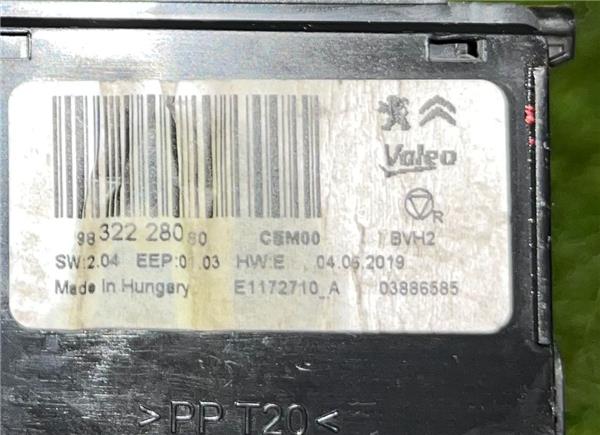 Valeo
R
98 322 280 80 CSM00 BVH2
SW:2.04 EEP:01.03 HW:E 04.06.2019
Made In Hungary E1172710_A 03886585
>PP T20<